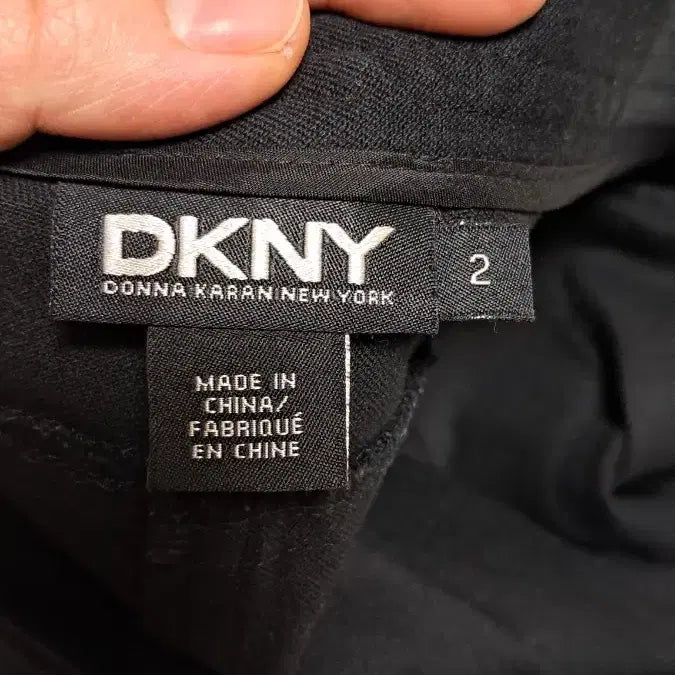 DKNY
DONNA KARAN NEW YORK
2
MADE IN
CHINA/
FABRIQUÉ
EN CHINE